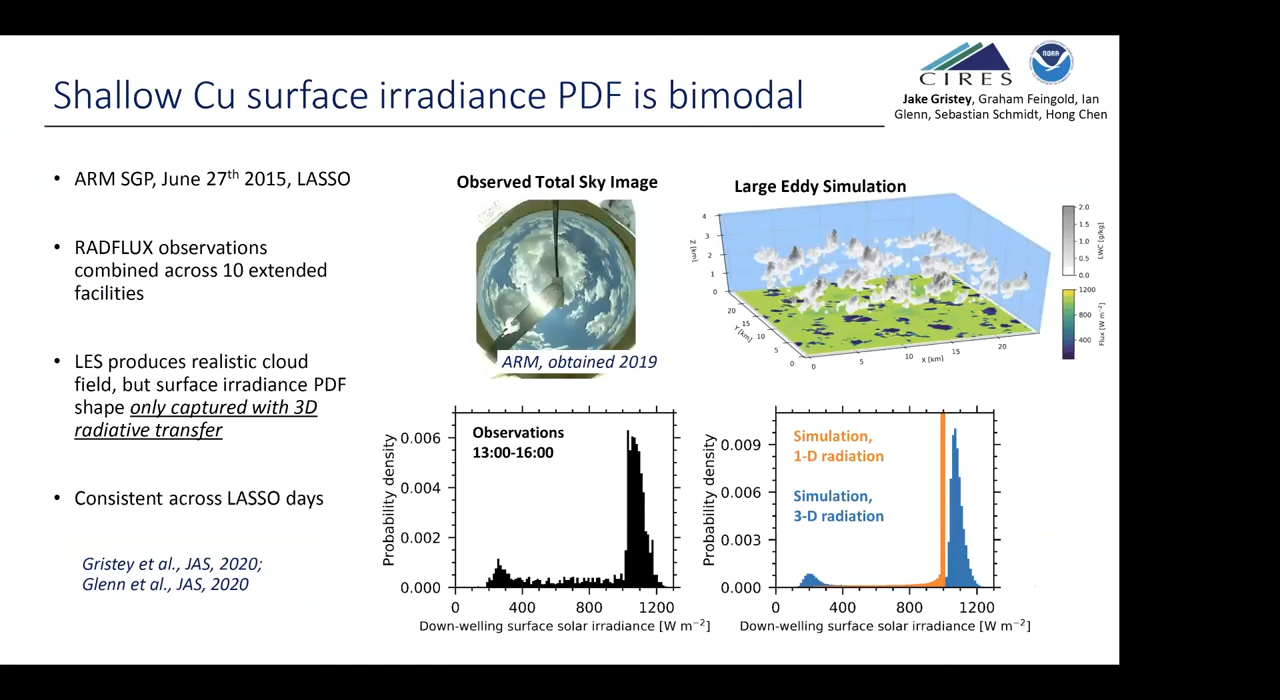 Shallow Cu surface irradiance PDF is bimodal
CIRES
NOAA
Jake Gristey, Graham Feingold, Ian
Glenn, Sebastian Schmidt, Hong Chen
• ARM SGP, June 27th 2015, LASSO
• RADFLUX observations
combined across 10 extended
facilities
• LES produces realistic cloud
field, but surface irradiance PDF
shape only captured with 3D
radiative transfer
• Consistent across LASSO days
Gristey et al., JAS, 2020;
Glenn et al., JAS, 2020
Observed Total Sky Image
ARM, obtained 2019
Large Eddy Simulation
4
3
2
1
0
Z [km]
20
15
10
5
0
Y [km]
0
5
10
15
20
X [km]
2.0
1.5
1.0
0.5
0.0
LWC [g/kg]
1200
800
400
Flux [W m⁻²]
Observations
13:00-16:00
Probability density
0.006
0.004
0.002
0.000
0 400 800 1200
Down-welling surface solar irradiance [W m⁻²]
Simulation,
1-D radiation
Simulation,
3-D radiation
Probability density
0.009
0.006
0.003
0.000
0 400 800 1200
Down-welling surface solar irradiance [W m⁻²]